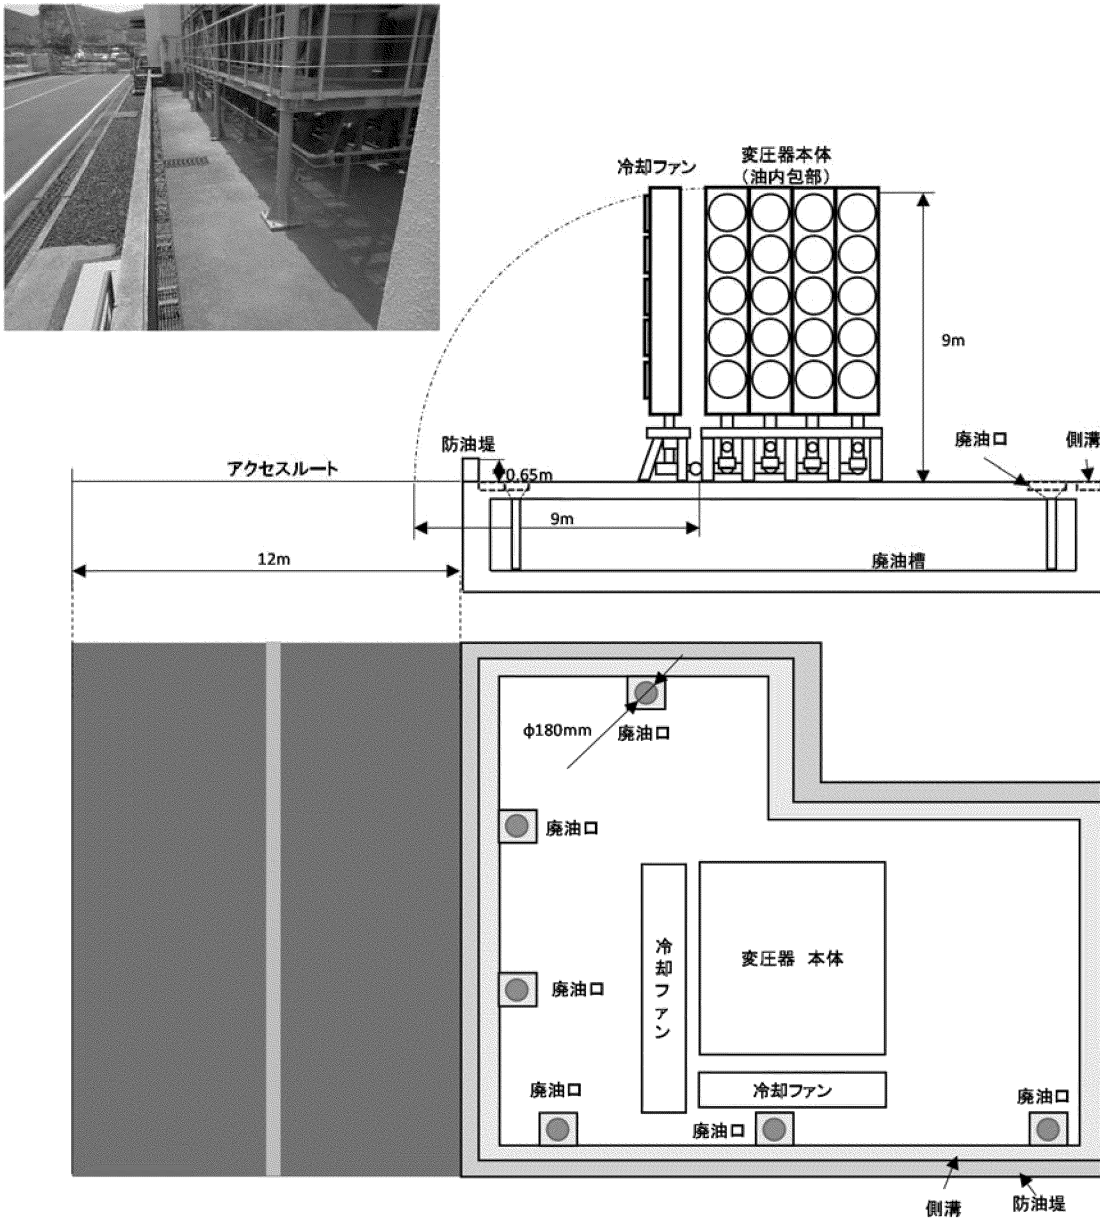 冷却ファン
変圧器本体
（油内包部）
9m
防油堤
廃油口
側溝
アクセスルート
0.65m
9m
12m
廃油槽
φ180mm
廃油口
廃油口
冷却ファン
変圧器 本体
廃油口
廃油口
冷却ファン
廃油口
廃油口
側溝
防油堤